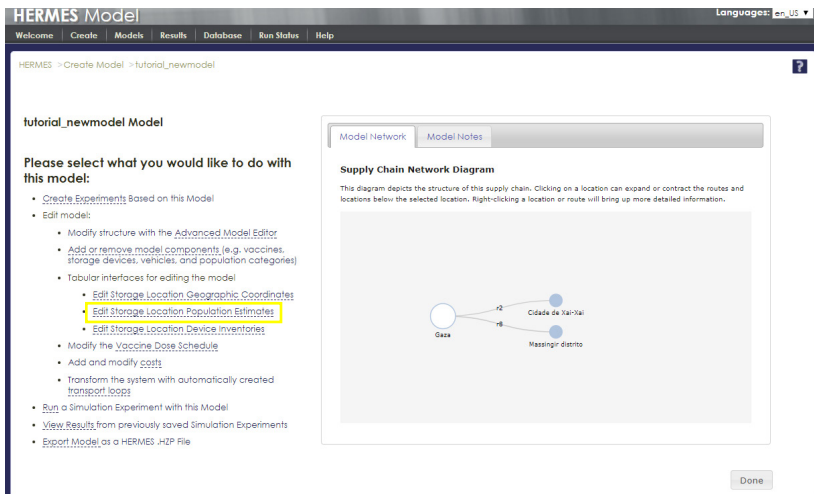 HERMES Model
Languages: en_US ▼
Welcome Create Models Results Database Run Status Help
HERMES >Create Model >tutorial_newmodel
?
tutorial_newmodel Model
Please select what you would like to do with
this model:
• Create Experiments Based on this Model
• Edit model:
• Modify structure with the Advanced Model Editor
• Add or remove model components (e.g. vaccines,
storage devices, vehicles, and population categories)
• Tabular interfaces for editing the model
• Edit Storage Location Geographic Coordinates
• Edit Storage Location Population Estimates
• Edit Storage Location Device Inventories
• Modify the Vaccine Dose Schedule
• Add and modify costs
• Transform the system with automatically created
transport loops
• Run a Simulation Experiment with this Model
• View Results from previously saved Simulation Experiments
• Export Model as a HERMES .HZP File
Model Network Model Notes
Supply Chain Network Diagram
This diagram depicts the structure of this supply chain. Clicking on a location can expand or contract the routes and
locations below the selected location. Right-clicking a location or route will bring up more detailed information.
r2
Cidade de Xai-Xai
r8
Gaza
Massingir distrito
Done